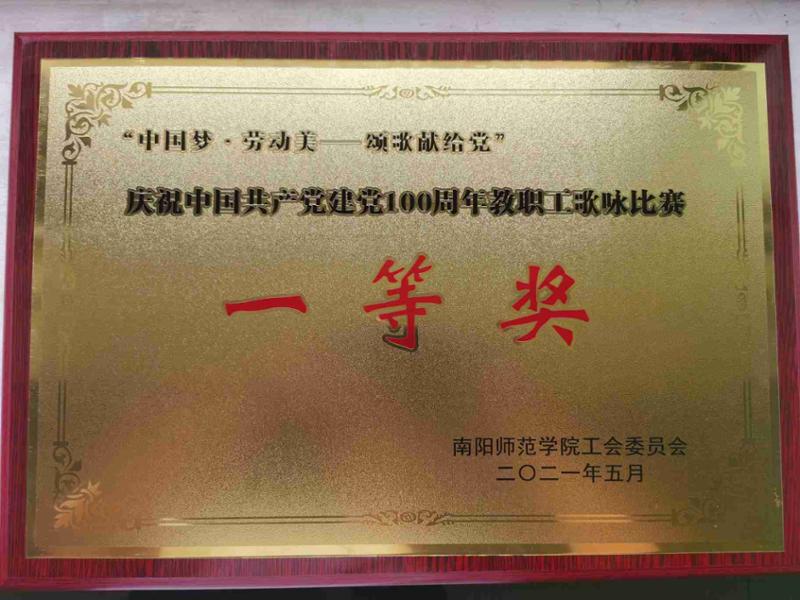 “中国梦·劳动美——颂歌献给党”
庆祝中国共产党建党100周年教职工歌咏比赛
一等奖
南阳师范学院工会委员会
二〇二一年五月